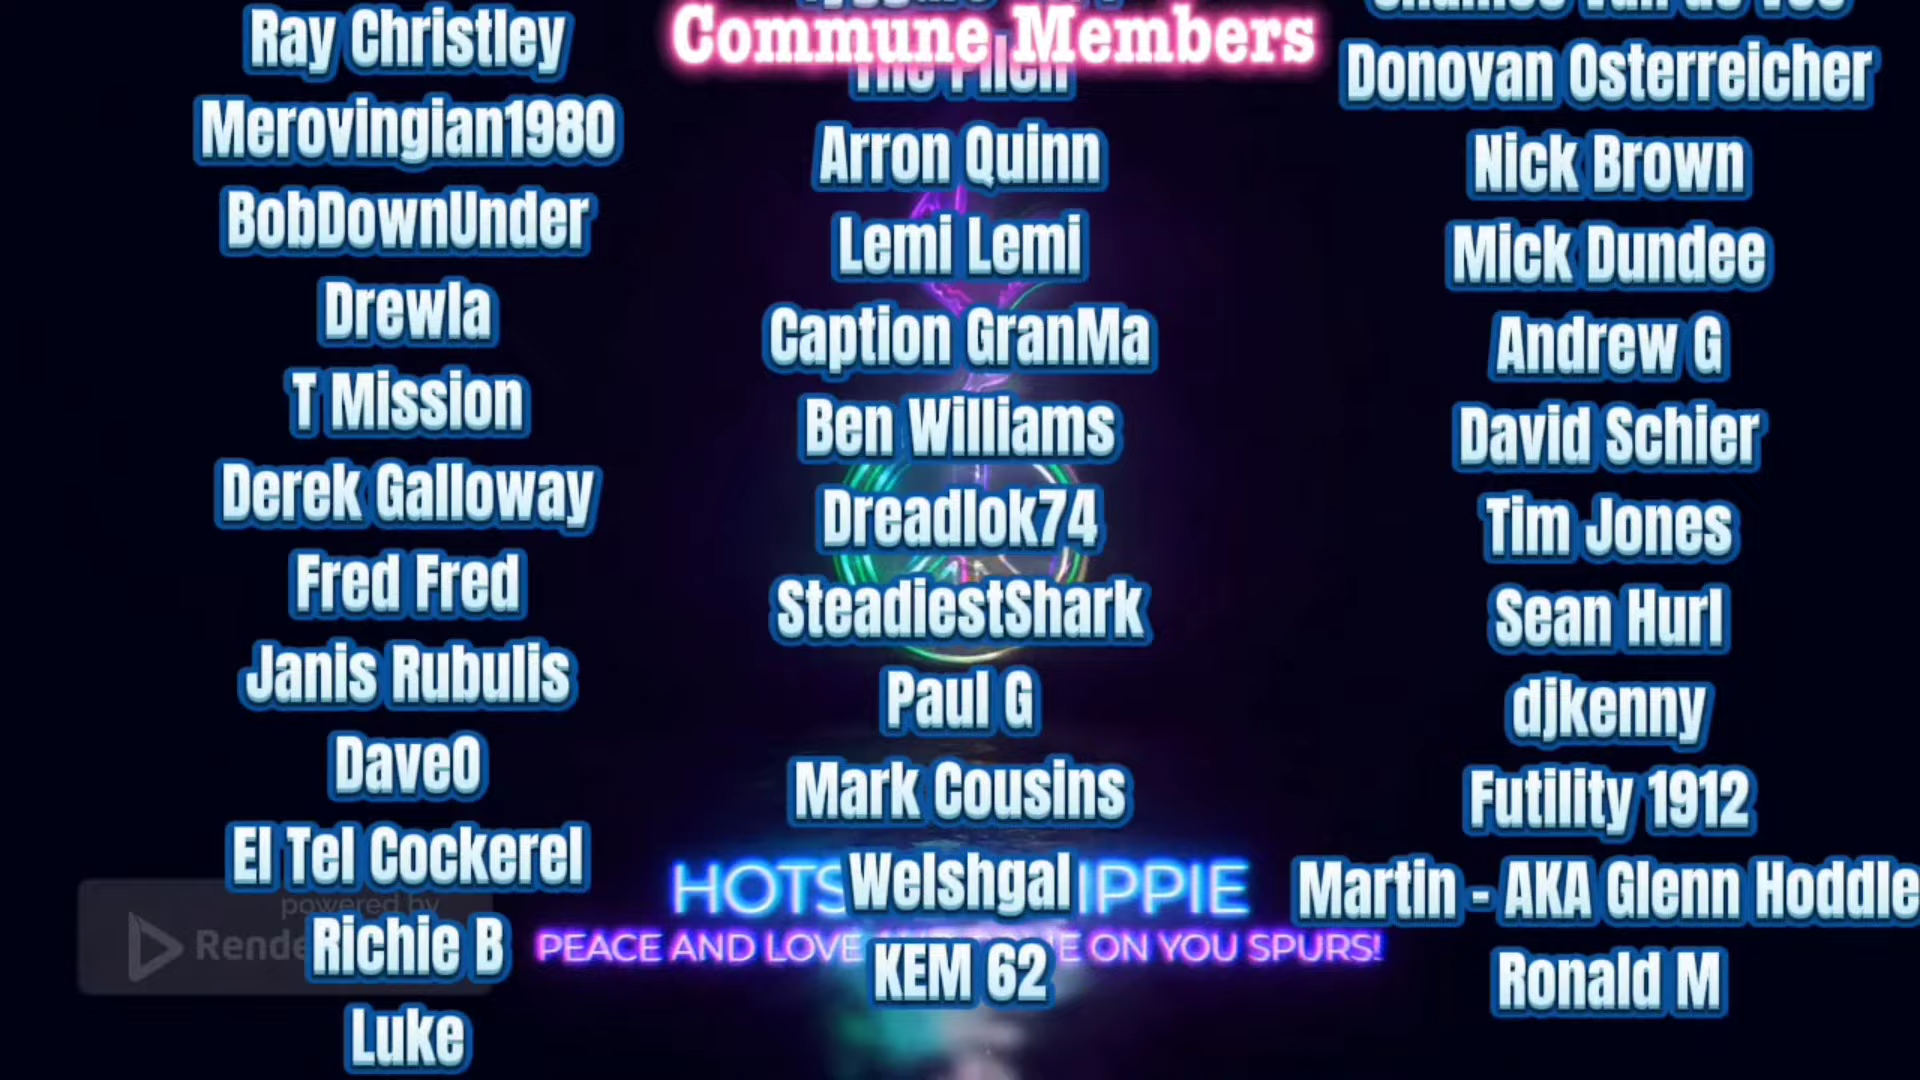 Commune Members
Ray Christley
Merovingian1980
BobDownUnder
Drewla
T Mission
Derek Galloway
Fred Fred
Janis Rubulis
DaveO
El Tel Cockerel
Richie B
Luke
Arron Quinn
Lemi Lemi
Caption GranMa
Ben Williams
Dreadlok74
SteadiestShark
Paul G
Mark Cousins
Welshgal
KEM 62
Donovan Osterreicher
Nick Brown
Mick Dundee
Andrew G
David Schier
Tim Jones
Sean Hurl
djkenny
Futility 1912
Martin - AKA Glenn Hoddle
Ronald M
PEACE AND LOVE ON YOU SPURS!
powered by